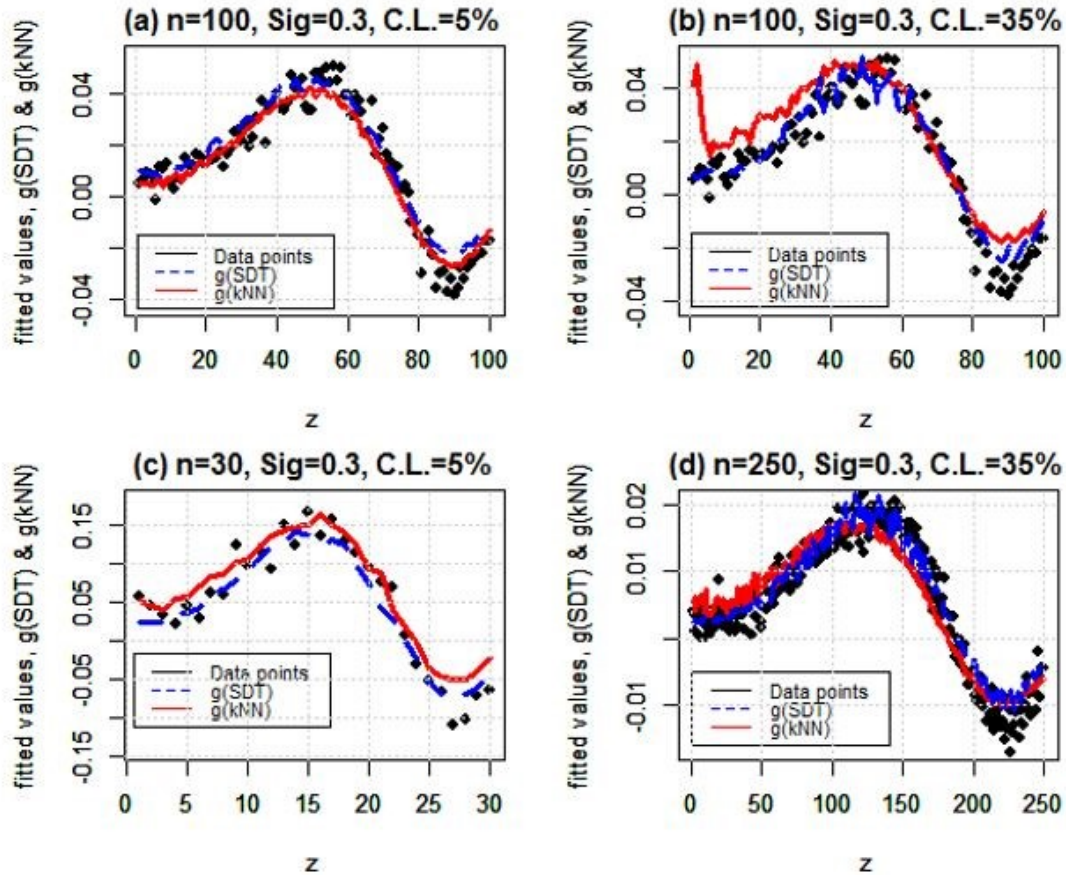 (a) n=100, Sig=0.3, C.L.=5%
fitted values, g(SDT) & g(kNN)
0.04
0.00
-0.04
Data points
g(SDT)
g(kNN)
0 20 40 60 80 100
z
(b) n=100, Sig=0.3, C.L.=35%
fitted values, g(SDT) & g(kNN)
0.04
0.00
-0.04
Data points
g(SDT)
g(kNN)
0 20 40 60 80 100
z
(c) n=30, Sig=0.3, C.L.=5%
fitted values, g(SDT) & g(kNN)
0.15
0.05
-0.05
-0.15
Data points
g(SDT)
g(kNN)
0 5 10 15 20 25 30
z
(d) n=250, Sig=0.3, C.L.=35%
fitted values, g(SDT) & g(kNN)
0.02
0.01
-0.01
Data points
g(SDT)
g(kNN)
0 50 100 150 200 250
z